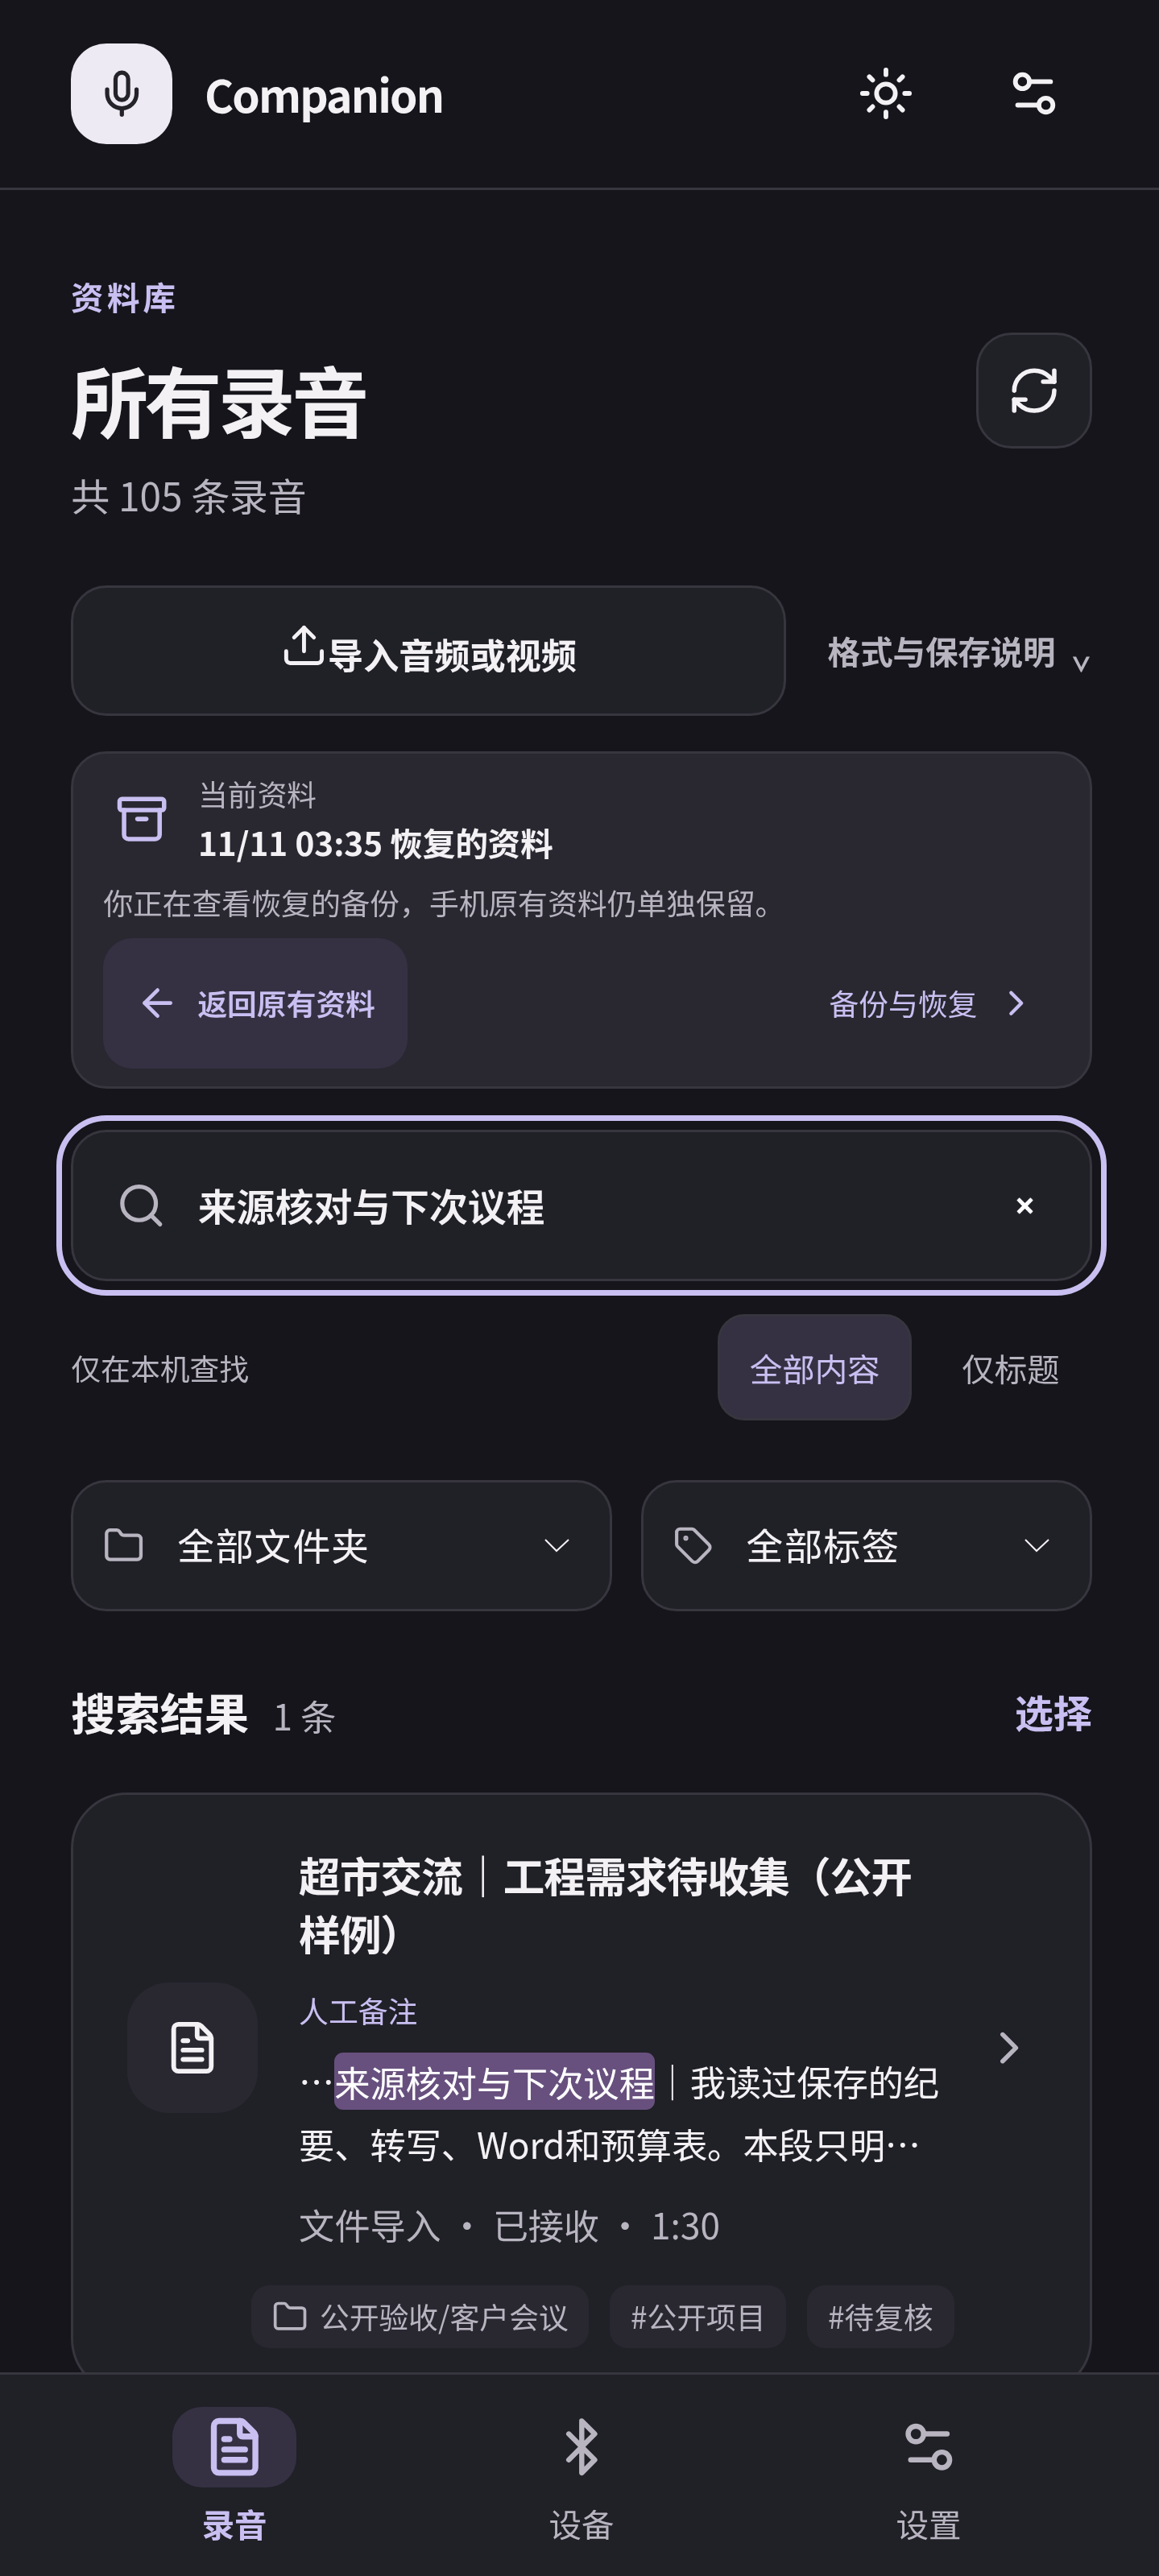 Companion
资料库
所有录音
共 105 条录音
导入音频或视频
格式与保存说明
当前资料
11/11 03:35 恢复的资料
你正在查看恢复的备份，手机原有资料仍单独保留。
返回原有资料
备份与恢复
来源核对与下次议程
仅在本机查找
全部内容
仅标题
全部文件夹
全部标签
搜索结果 1 条
选择
超市交流｜工程需求待收集（公开
样例）
人工备注
…来源核对与下次议程｜我读过保存的纪
要、转写、Word和预算表。本段只明…
文件导入 · 已接收 · 1:30
公开验收/客户会议
#公开项目
#待复核
录音
设备
设置